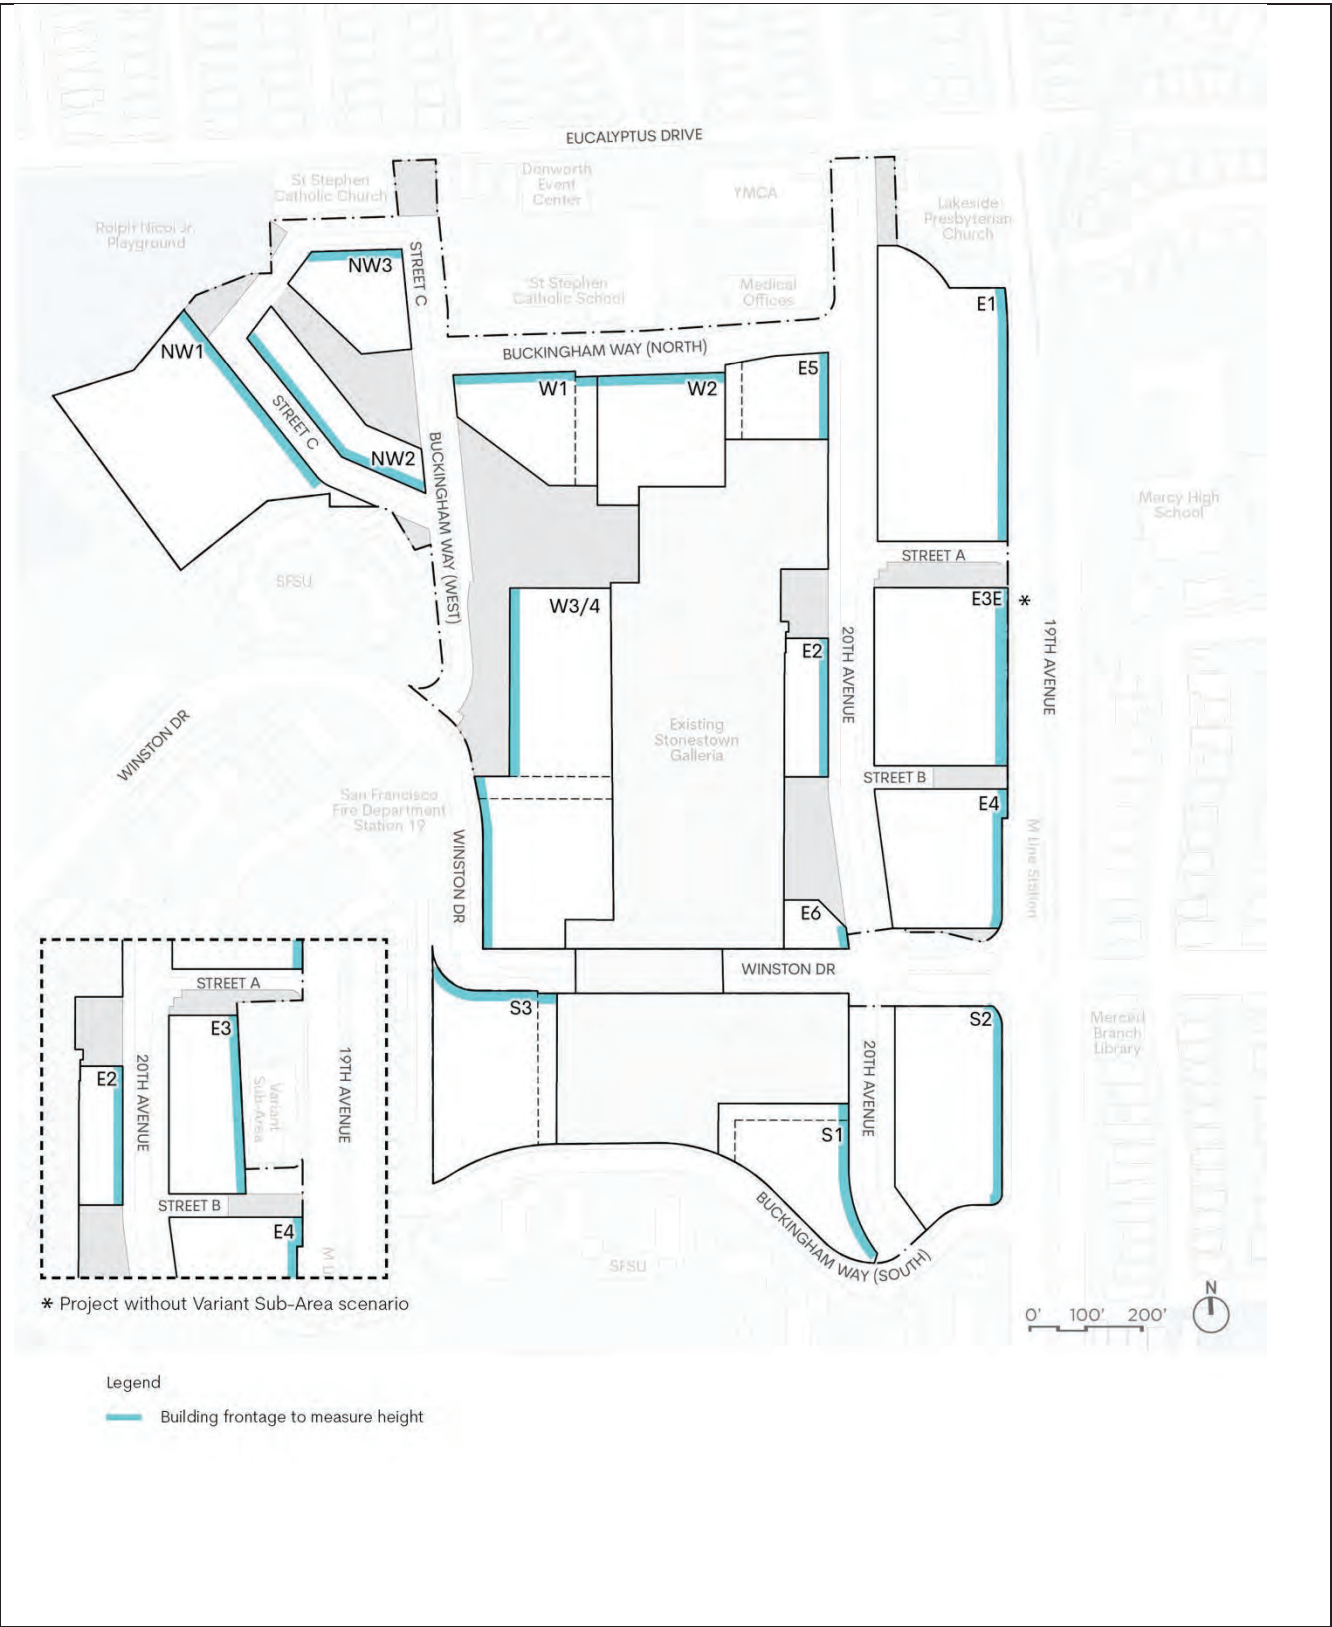 EUCALYPTUS DRIVE
St Stephen
Catholic Church
Donworth
Event
Center
YMCA
Lakeside
Presbyterian
Church
Rolph Nicol Jr.
Playground
NW3
STREET C
St Stephen
Catholic School
Medical
Offices
E1
NW1
BUCKINGHAM WAY (NORTH)
E5
W1
W2
STREET C
NW2
BUCKINGHAM WAY (WEST)
Mercy High
School
STREET A
SFSU
W3/4
E3E
*
E2
20TH AVENUE
19TH AVENUE
WINSTON DR
Existing
Stonestown
Galleria
STREET B
San Francisco
Fire Department
Station 19
E4
WINSTON DR
M Line Station
E6
WINSTON DR
STREET A
S3
S2
E3
Merced
Branch
Library
20TH AVENUE
19TH AVENUE
20TH AVENUE
E2
Variant
Sub-Area
S1
STREET B
E4
M Li
BUCKINGHAM WAY (SOUTH)
SFSU
* Project without Variant Sub-Area scenario
N
0' 100' 200'
Legend
Building frontage to measure height